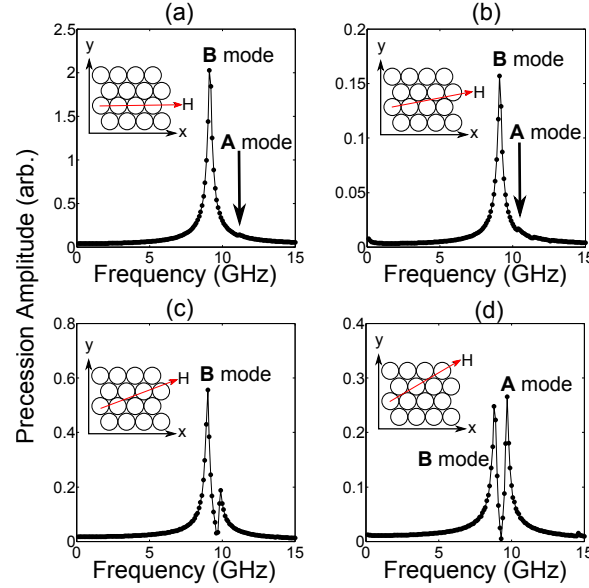 (a)
(b)
Precession Amplitude (arb.)
2.5
2
1.5
1
0.5
0
0
5
10
15
Frequency (GHz)
B mode
A mode
y
H
x
0.2
0.15
0.1
0.05
0
0
5
10
15
Frequency (GHz)
B mode
A mode
y
H
x
(c)
(d)
0.8
0.6
0.4
0.2
0
0
5
10
15
Frequency (GHz)
B mode
y
H
x
0.4
0.3
0.2
0.1
0
0
5
10
15
Frequency (GHz)
A mode
B mode
y
H
x